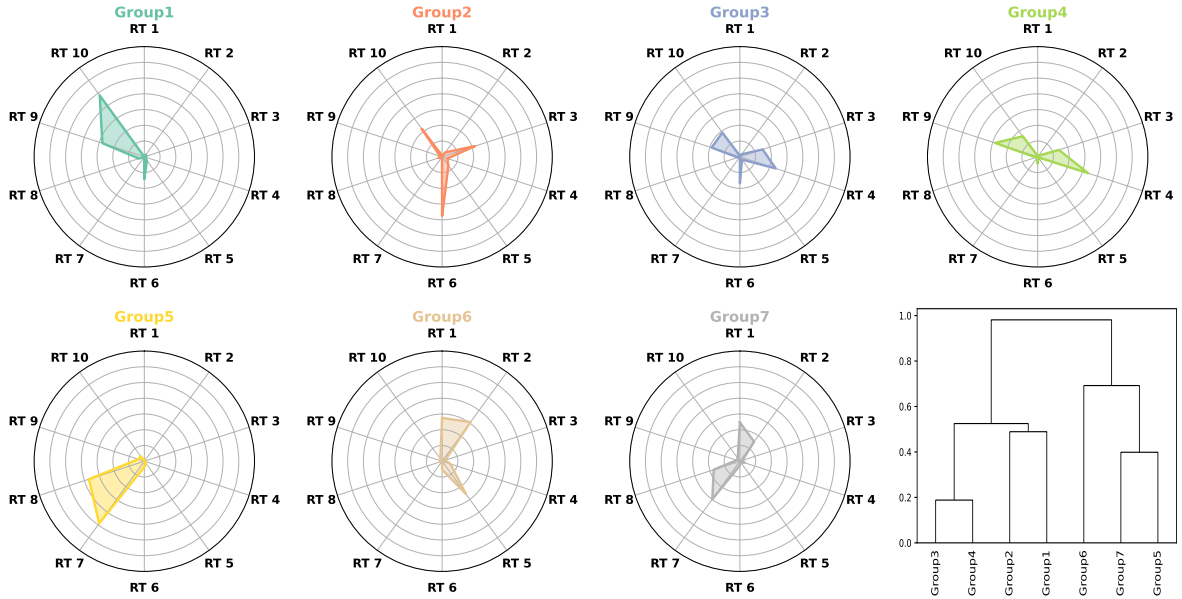 Group1
RT 1
RT 2
RT 3
RT 4
RT 5
RT 6
RT 7
RT 8
RT 9
RT 10
Group2
RT 1
RT 2
RT 3
RT 4
RT 5
RT 6
RT 7
RT 8
RT 9
RT 10
Group3
RT 1
RT 2
RT 3
RT 4
RT 5
RT 6
RT 7
RT 8
RT 9
RT 10
Group4
RT 1
RT 2
RT 3
RT 4
RT 5
RT 6
RT 7
RT 8
RT 9
RT 10
Group5
RT 1
RT 2
RT 3
RT 4
RT 5
RT 6
RT 7
RT 8
RT 9
RT 10
Group6
RT 1
RT 2
RT 3
RT 4
RT 5
RT 6
RT 7
RT 8
RT 9
RT 10
Group7
RT 1
RT 2
RT 3
RT 4
RT 5
RT 6
RT 7
RT 8
RT 9
RT 10
1.0
0.8
0.6
0.4
0.2
0.0
Group3
Group4
Group2
Group1
Group6
Group7
Group5